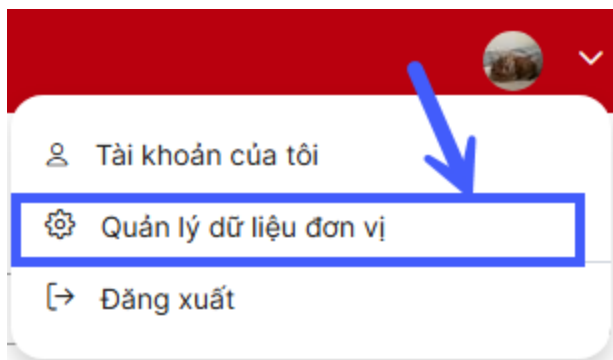 Tài khoản của tôi
Quản lý dữ liệu đơn vị
Đăng xuất